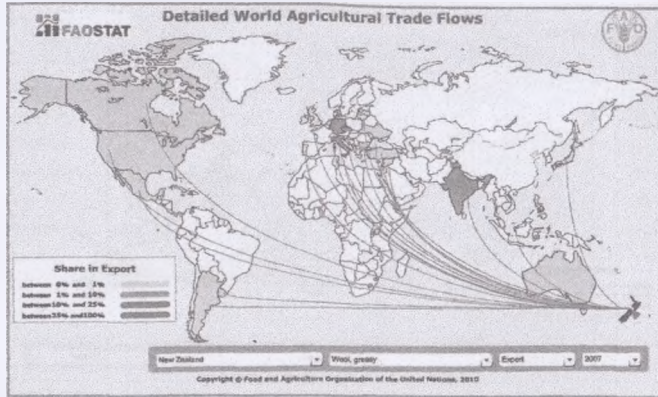 Detailed World Agricultural Trade Flows
FAOSTAT
Share in Export
between 0% and 1%
between 1% and 10%
between 10% and 25%
between 25% and 100%
New Zealand
Wool, greasy
Export
2007
Copyright © Food and Agriculture Organization of the United Nations, 2010